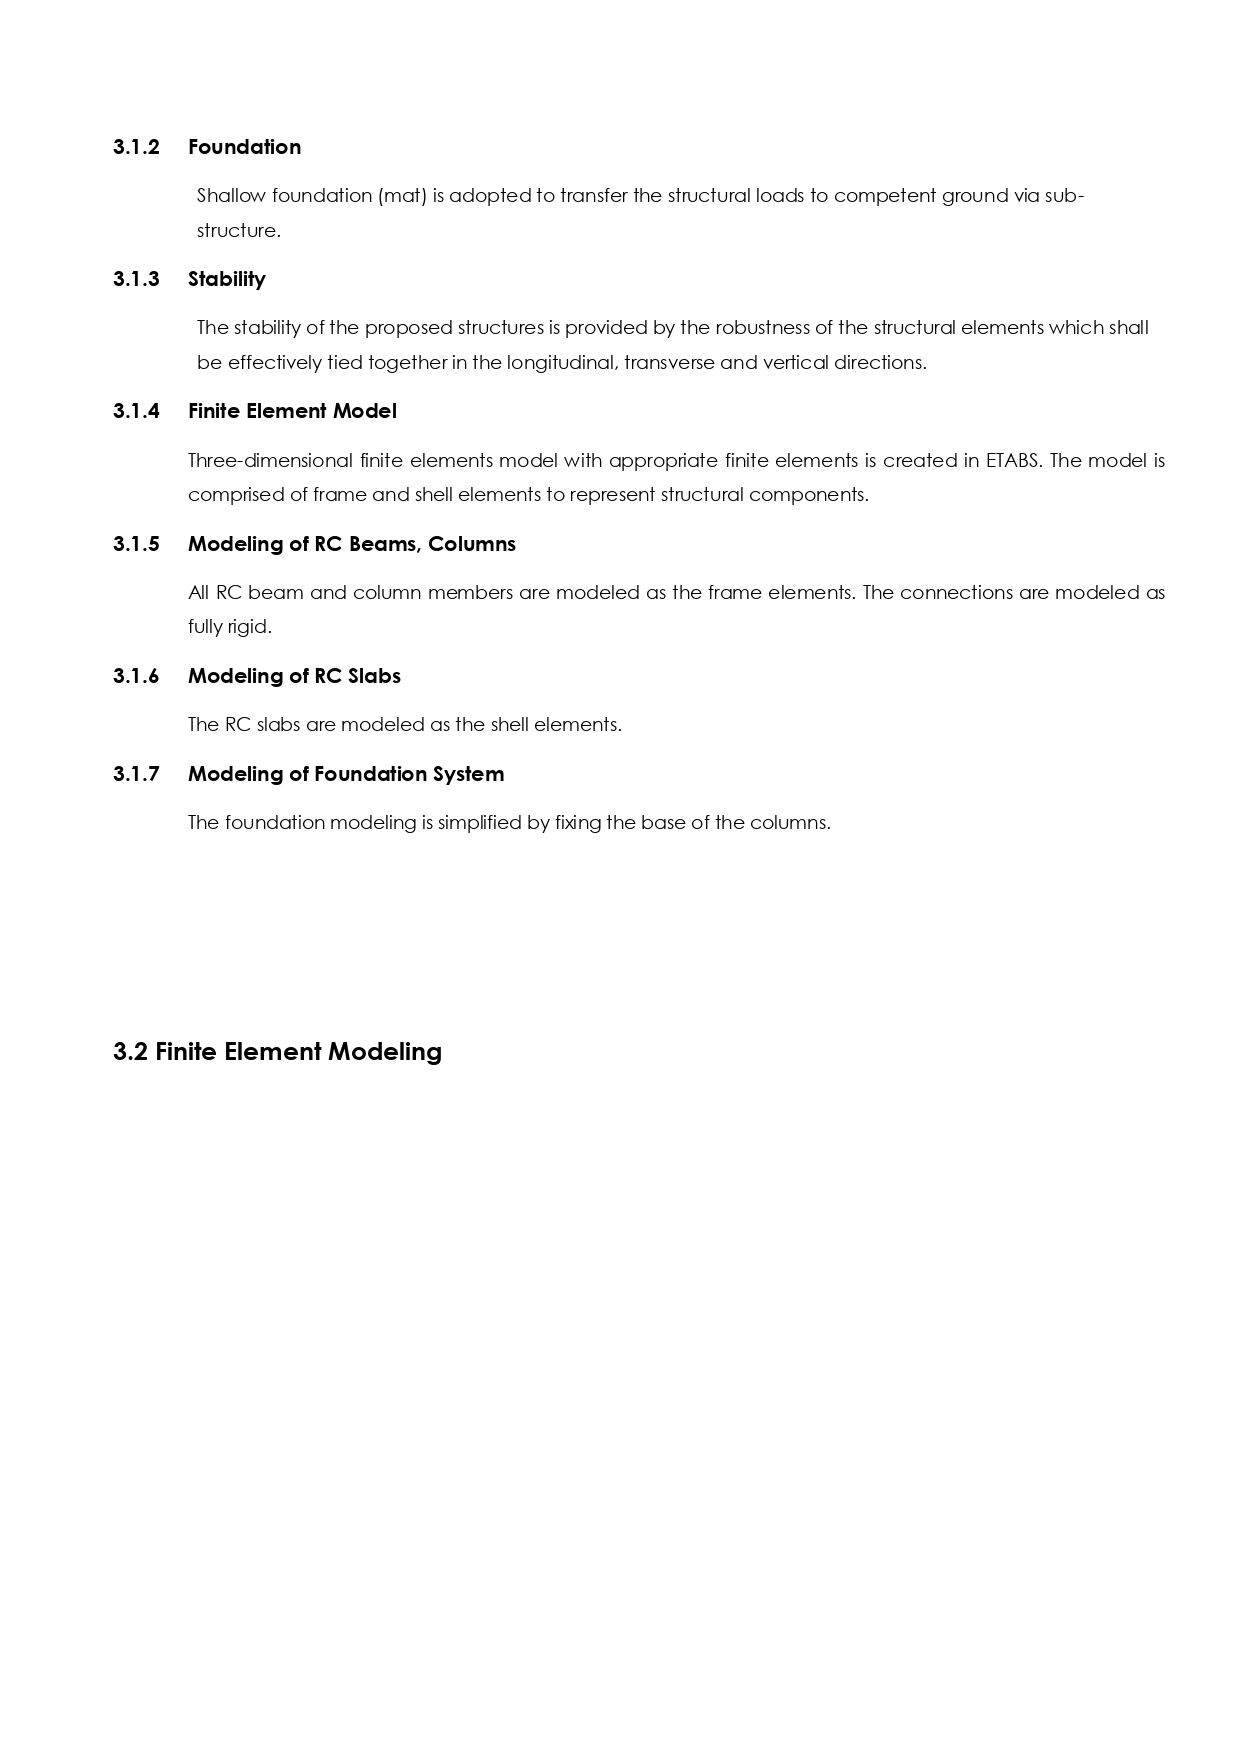 3.1.2 Foundation
Shallow foundation (mat) is adopted to transfer the structural loads to competent ground via sub-
structure.
3.1.3 Stability
The stability of the proposed structures is provided by the robustness of the structural elements which shall
be effectively tied together in the longitudinal, transverse and vertical directions.
3.1.4 Finite Element Model
Three-dimensional finite elements model with appropriate finite elements is created in ETABS. The model is
comprised of frame and shell elements to represent structural components.
3.1.5 Modeling of RC Beams, Columns
All RC beam and column members are modeled as the frame elements. The connections are modeled as
fully rigid.
3.1.6 Modeling of RC Slabs
The RC slabs are modeled as the shell elements.
3.1.7 Modeling of Foundation System
The foundation modeling is simplified by fixing the base of the columns.
3.2 Finite Element Modeling